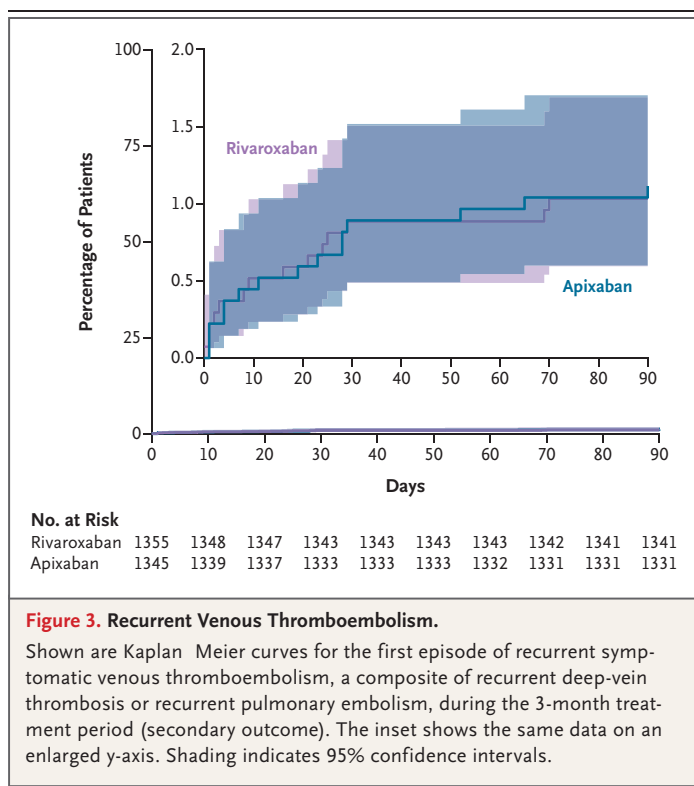 100
75
50
25
0
Percentage of Patients
2.0
1.5
1.0
0.5
0.0
Rivaroxaban
Apixaban
0 10 20 30 40 50 60 70 80 90
0 10 20 30 40 50 60 70 80 90
Days
No. at Risk
Rivaroxaban 1355 1348 1347 1343 1343 1343 1343 1342 1341 1341
Apixaban 1345 1339 1337 1333 1333 1333 1332 1331 1331 1331
Figure 3. Recurrent Venous Thromboembolism.
Shown are Kaplan Meier curves for the first episode of recurrent symp-
tomatic venous thromboembolism, a composite of recurrent deep-vein
thrombosis or recurrent pulmonary embolism, during the 3-month treat-
ment period (secondary outcome). The inset shows the same data on an
enlarged y-axis. Shading indicates 95% confidence intervals.